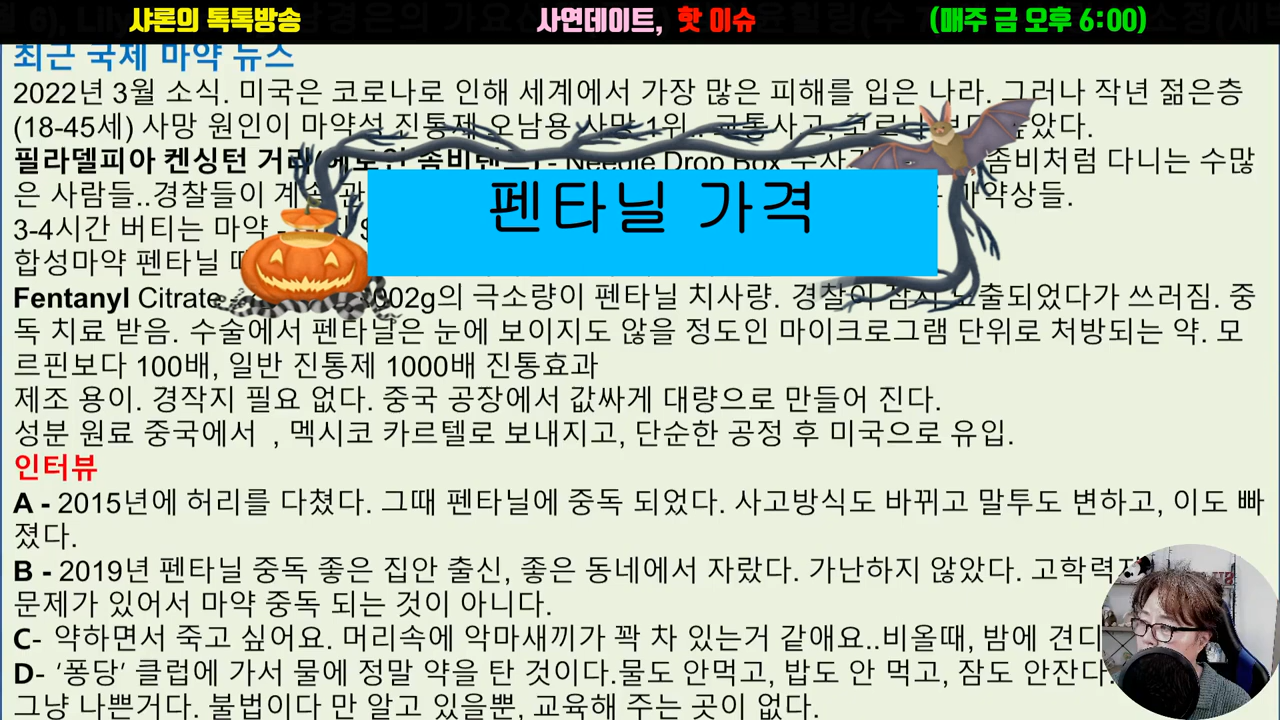 샤론의 톡톡방송 사연데이트, 핫 이슈 (매주 금 오후 6:00)
최근 국제 마약 뉴스
2022년 3월 소식. 미국은 코로나로 인해 세계에서 가장 많은 피해를 입은 나라. 그러나 작년 젊은층
(18-45세) 사망 원인이 마약성 진통제 오남용 사망 1위.. 교통사고, 코로나
필라델피아 켄싱턴 거리 - Needle Drop Box 좀비처럼 다니는 수많
은 사람들..경찰들이 계속 마약상들.
펜타닐 가격
3-4시간 버티는 마약 -
합성마약 펜타닐
Fentanyl Citrate 002g의 극소량이 펜타닐 치사량. 경찰이 잠시 노출되었다가 쓰러짐. 중
독 치료 받음. 수술에서 펜타닐은 눈에 보이지도 않을 정도인 마이크로그램 단위로 처방되는 약. 모
르핀보다 100배, 일반 진통제 1000배 진통효과
제조 용이. 경작지 필요 없다. 중국 공장에서 값싸게 대량으로 만들어 진다.
성분 원료 중국에서 , 멕시코 카르텔로 보내지고, 단순한 공정 후 미국으로 유입.
인터뷰
A - 2015년에 허리를 다쳤다. 그때 펜타닐에 중독 되었다. 사고방식도 바뀌고 말투도 변하고, 이도 빠
졌다.
B - 2019년 펜타닐 중독 좋은 집안 출신, 좋은 동네에서 자랐다. 가난하지 않았다. 고학력
문제가 있어서 마약 중독 되는 것이 아니다.
C- 약하면서 죽고 싶어요. 머리속에 악마새끼가 꽉 차 있는거 같애요..비올때, 밤에 견디
D- ‘퐁당’ 클럽에 가서 물에 정말 약을 탄 것이다.물도 안먹고, 밥도 안 먹고, 잠도 안잔다.
그냥 나쁜거다. 불법이다 만 알고 있을뿐, 교육해 주는 곳이 없다.